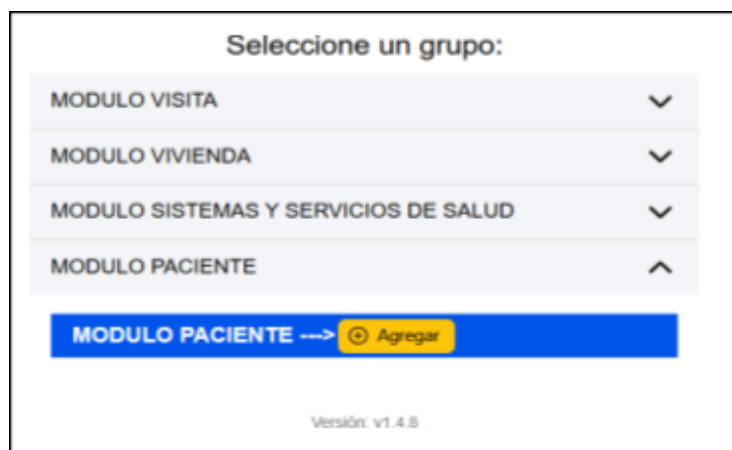 Seleccione un grupo:
MODULO VISITA
MODULO VIVIENDA
MODULO SISTEMAS Y SERVICIOS DE SALUD
MODULO PACIENTE
MODULO PACIENTE ---> Agregar
Versión: v1.4.8